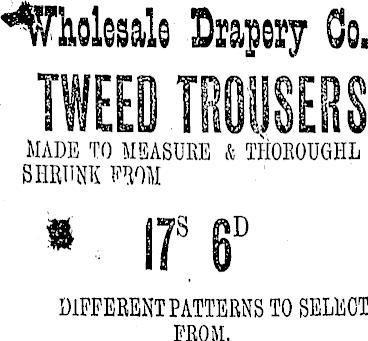 Wholesale Drapery Co.
TWEED TROUSERS
MADE TO MEASURE & THOROUGHL
SHRUNK FROM
17S 6D
DIFFERENT PATTERNS TO SELECT
FROM.